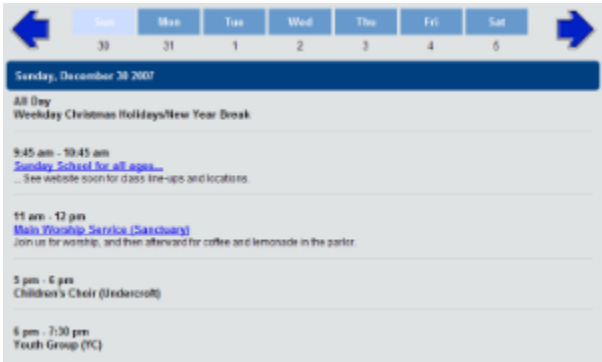 Sun Mon Tue Wed Thu Fri Sat
30 31 1 2 3 4 5
Sunday, December 30 2007
All Day
Weekday Christmas Holidays/New Year Break
9:45 am - 10:45 am
Sunday School for all ages...
... See website soon for class line-ups and locations.
11 am - 12 pm
Main Worship Service (Sanctuary)
Join us for worship, and then afterward for coffee and lemonade in the parlor.
5 pm - 6 pm
Children's Choir (Undercroft)
6 pm - 7:30 pm
Youth Group (YC)